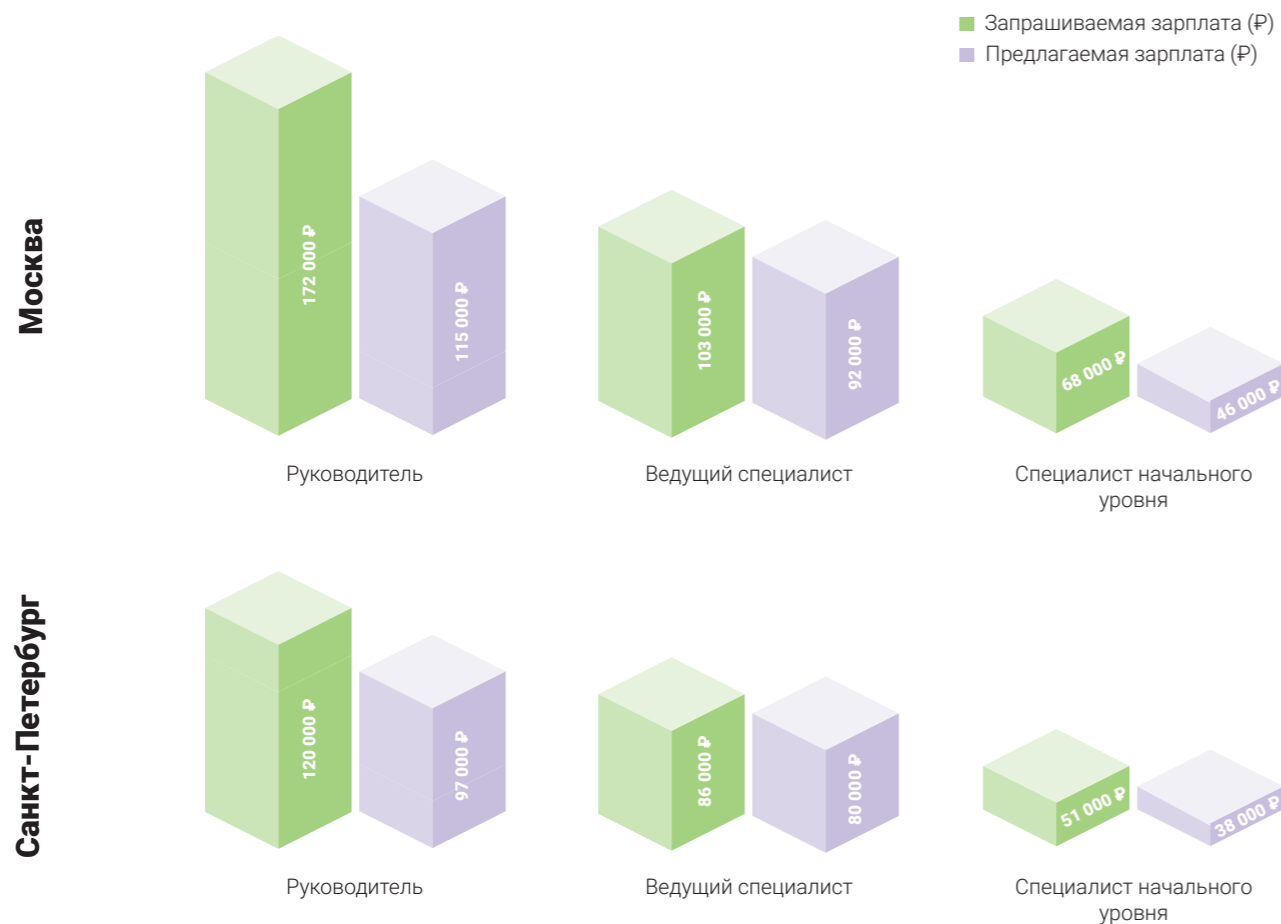 Запрашиваемая зарплата (₽)
Предлагаемая зарплата (₽)
Москва
172 000 ₽
115 000 ₽
103 000 ₽
92 000 ₽
68 000 ₽
46 000 ₽
Руководитель
Ведущий специалист
Специалист начального
уровня
Санкт-Петербург
120 000 ₽
97 000 ₽
86 000 ₽
80 000 ₽
51 000 ₽
38 000 ₽
Руководитель
Ведущий специалист
Специалист начального
уровня